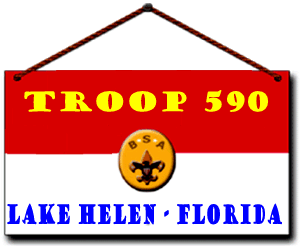 TROOP 590
BSA
LAKE HELEN - FLORIDA